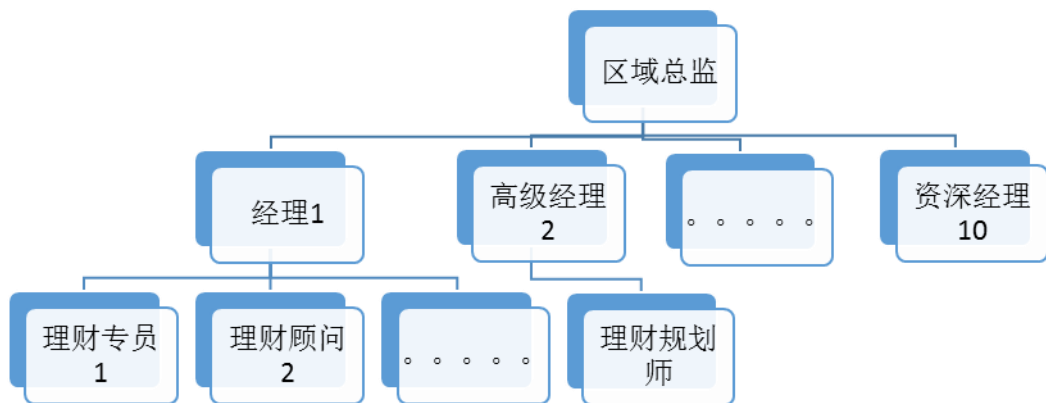 区域总监
经理1
高级经理
2
。。。。。
资深经理
10
理财专员
1
理财顾问
2
。。。。。
理财规划
师